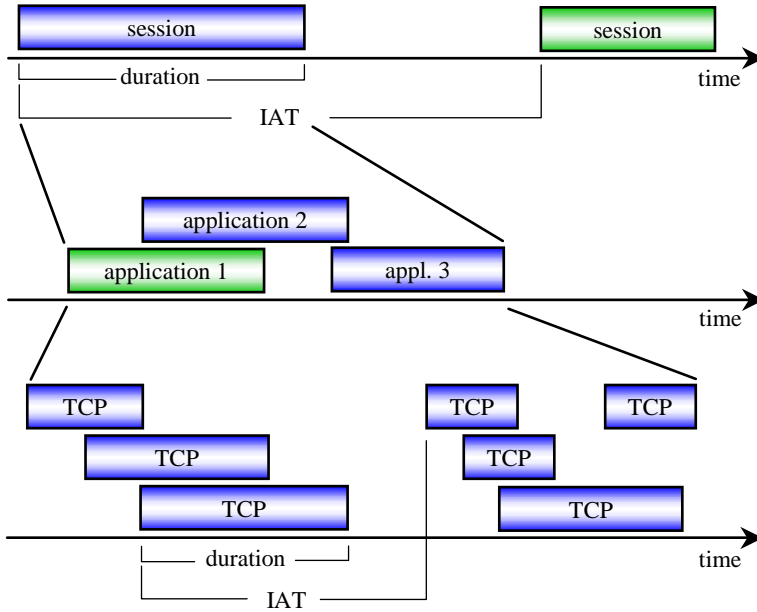 session
session
duration
time
IAT
application 2
application 1
appl. 3
time
TCP
TCP
TCP
TCP
TCP
TCP
TCP
duration
time
IAT